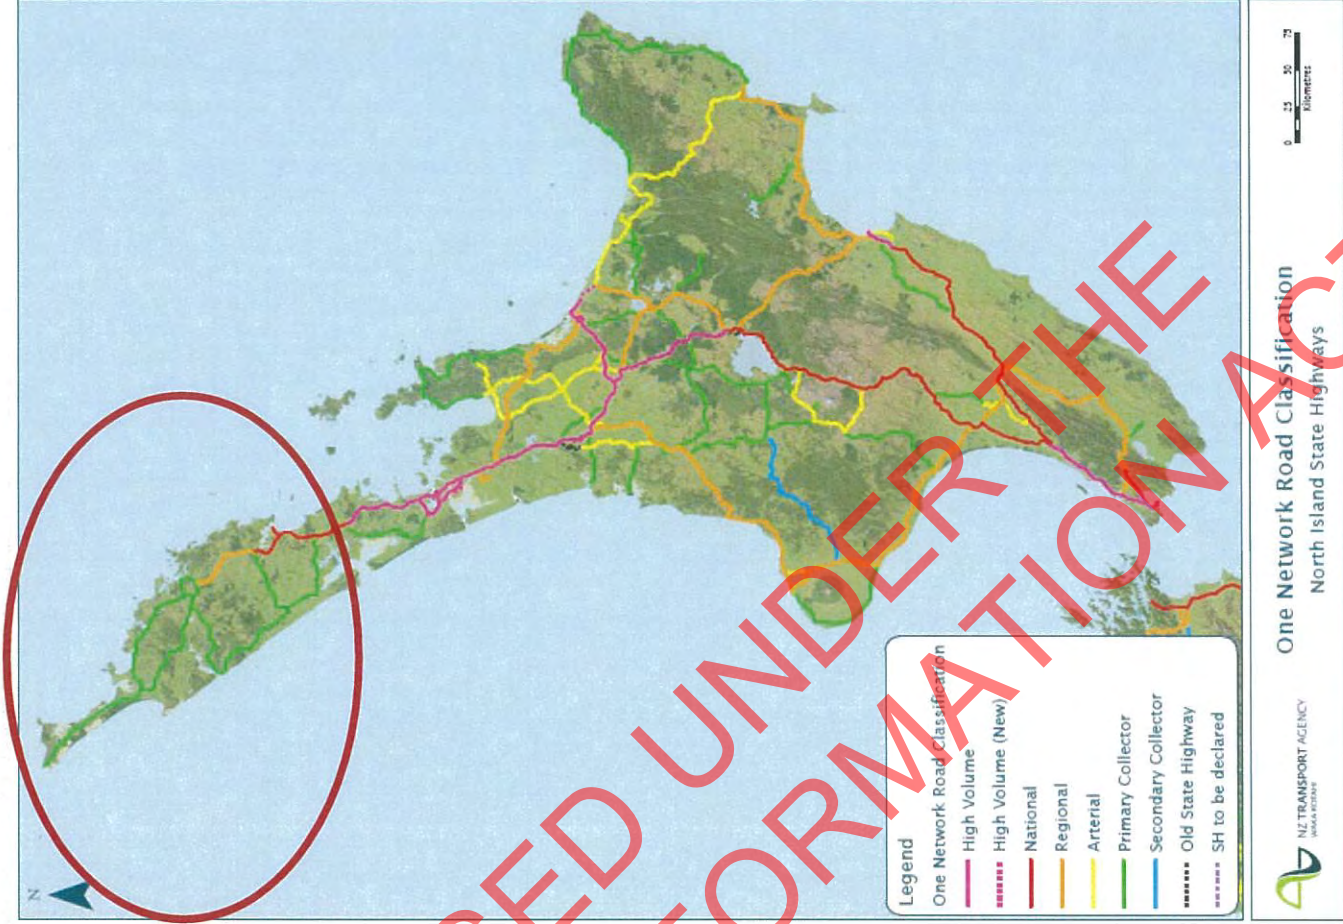 N
Legend
One Network Road Classification
High Volume
High Volume (New)
National
Regional
Arterial
Primary Collector
Secondary Collector
Old State Highway
SH to be declared
NZ TRANSPORT AGENCY
WAKA KOTAHI
One Network Road Classification
North Island State Highways
0 25 50 75
Kilometres
UNDER THE
INFORMATION ACT